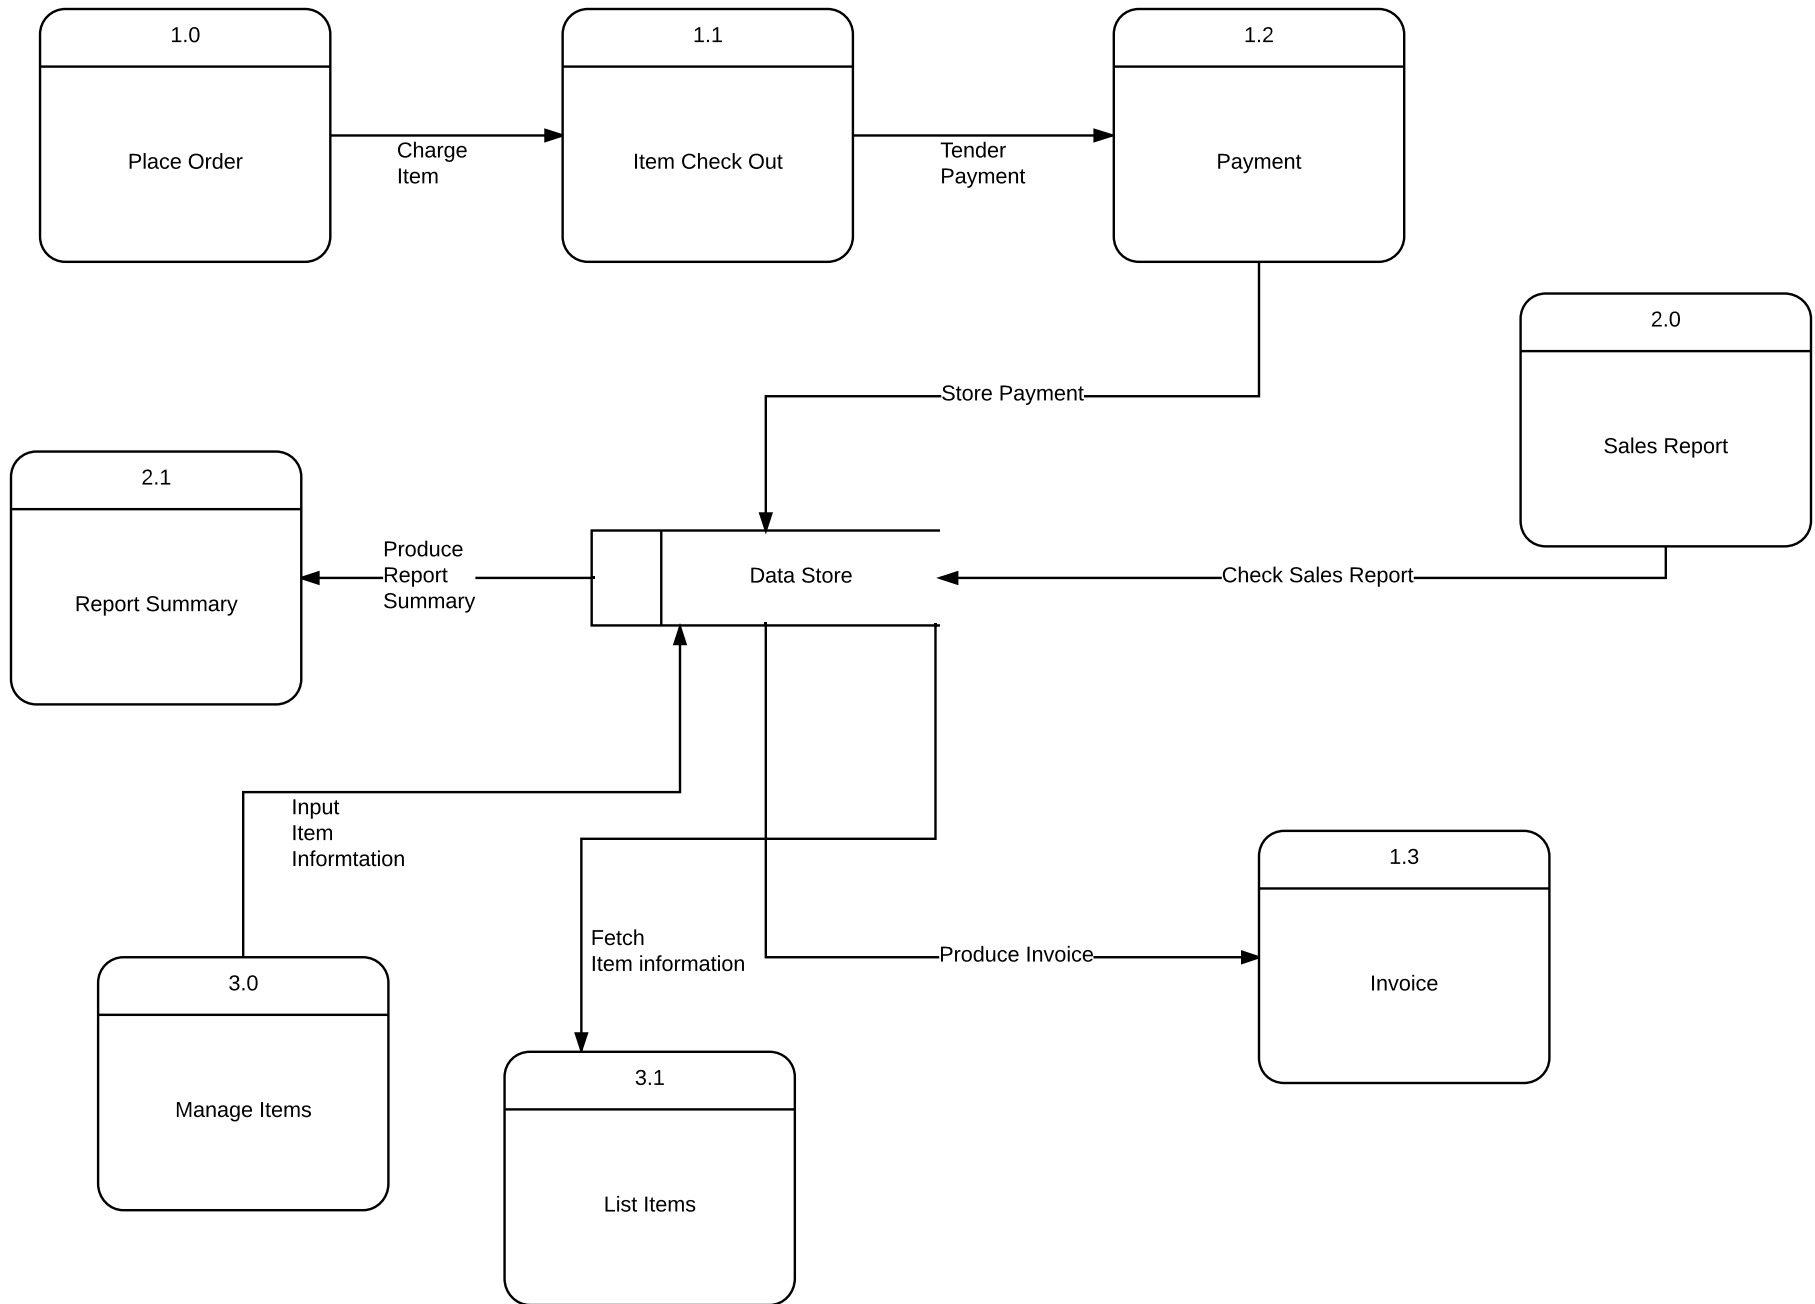 1.0
1.1
1.2
Place Order
Charge
Item
Item Check Out
Tender
Payment
Payment
2.0
Store Payment
Sales Report
2.1
Report Summary
Produce
Report
Summary
Data Store
Check Sales Report
Input
Item
Informtation
1.3
Fetch
Item information
Produce Invoice
Invoice
3.0
Manage Items
3.1
List Items